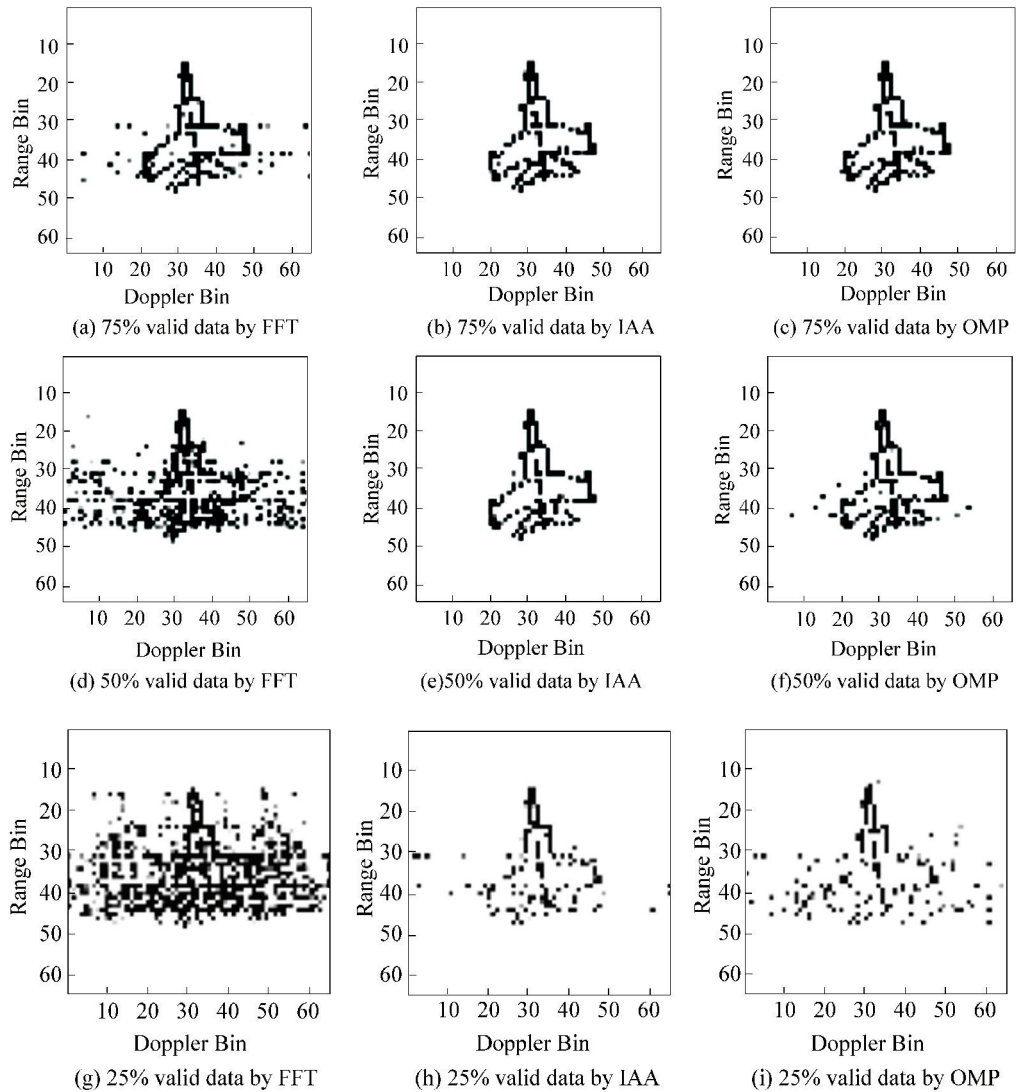 10
20
30
40
50
60
Range Bin
10 20 30 40 50 60
Doppler Bin
(a) 75% valid data by FFT
10
20
30
40
50
60
Range Bin
10 20 30 40 50 60
Doppler Bin
(b) 75% valid data by IAA
10
20
30
40
50
60
Range Bin
10 20 30 40 50 60
Doppler Bin
(c) 75% valid data by OMP
10
20
30
40
50
60
Range Bin
10 20 30 40 50 60
Doppler Bin
(d) 50% valid data by FFT
10
20
30
40
50
60
Range Bin
10 20 30 40 50 60
Doppler Bin
(e)50% valid data by IAA
10
20
30
40
50
60
Range Bin
10 20 30 40 50 60
Doppler Bin
(f)50% valid data by OMP
10
20
30
40
50
60
Range Bin
10 20 30 40 50 60
Doppler Bin
(g) 25% valid data by FFT
10
20
30
40
50
60
Range Bin
10 20 30 40 50 60
Doppler Bin
(h) 25% valid data by IAA
10
20
30
40
50
60
Range Bin
10 20 30 40 50 60
Doppler Bin
(i) 25% valid data by OMP